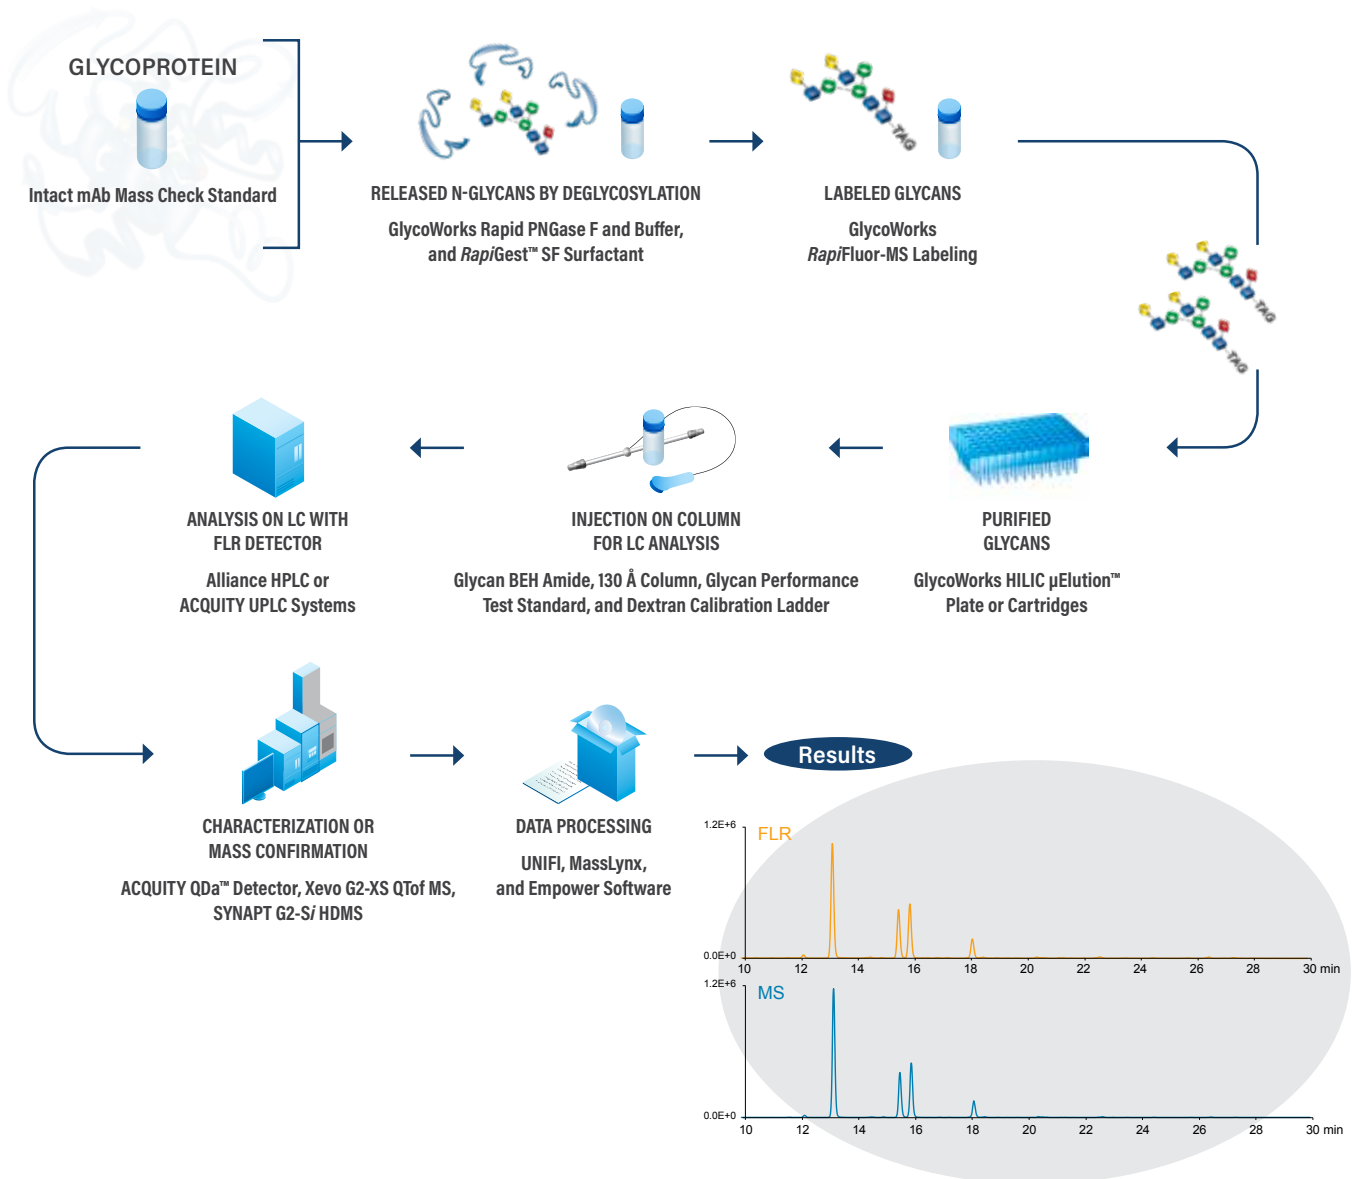 GLYCOPROTEIN
Intact mAb Mass Check Standard
RELEASED N-GLYCANS BY DEGLYCOSYLATION
GlycoWorks Rapid PNGase F and Buffer,
and RapiGest™ SF Surfactant
TAG
LABELED GLYCANS
GlycoWorks
RapiFluor-MS Labeling
TAG
TAG
PURIFIED
GLYCANS
GlycoWorks HILIC µElution™
Plate or Cartridges
INJECTION ON COLUMN
FOR LC ANALYSIS
Glycan BEH Amide, 130 Å Column, Glycan Performance
Test Standard, and Dextran Calibration Ladder
ANALYSIS ON LC WITH
FLR DETECTOR
Alliance HPLC or
ACQUITY UPLC Systems
CHARACTERIZATION OR
MASS CONFIRMATION
ACQUITY QDa™ Detector, Xevo G2-XS QTof MS,
SYNAPT G2-Si HDMS
DATA PROCESSING
UNIFI, MassLynx,
and Empower Software
Results
1.2E+6
FLR
0.0E+0
10 12 14 16 18 20 22 24 26 28 30 min
1.2E+6
MS
0.0E+0
10 12 14 16 18 20 22 24 26 28 30 min